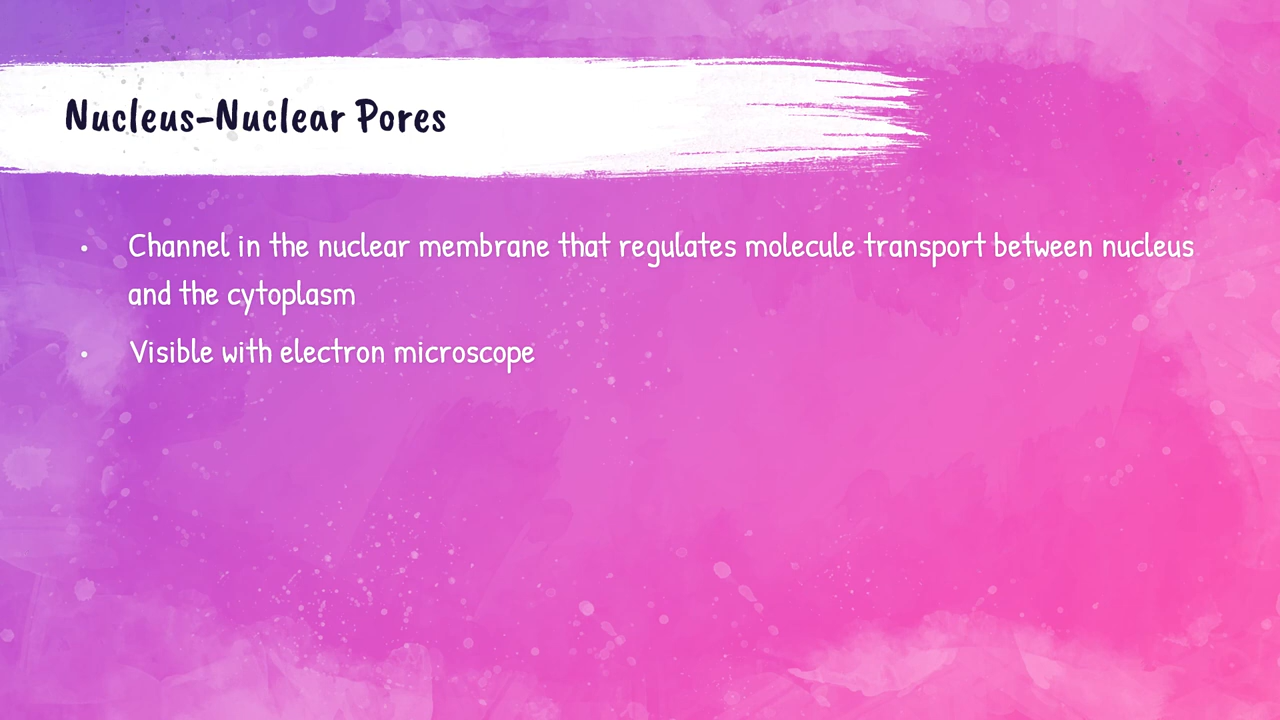 Nucleus-Nuclear Pores
• Channel in the nuclear membrane that regulates molecule transport between nucleus
and the cytoplasm
• Visible with electron microscope